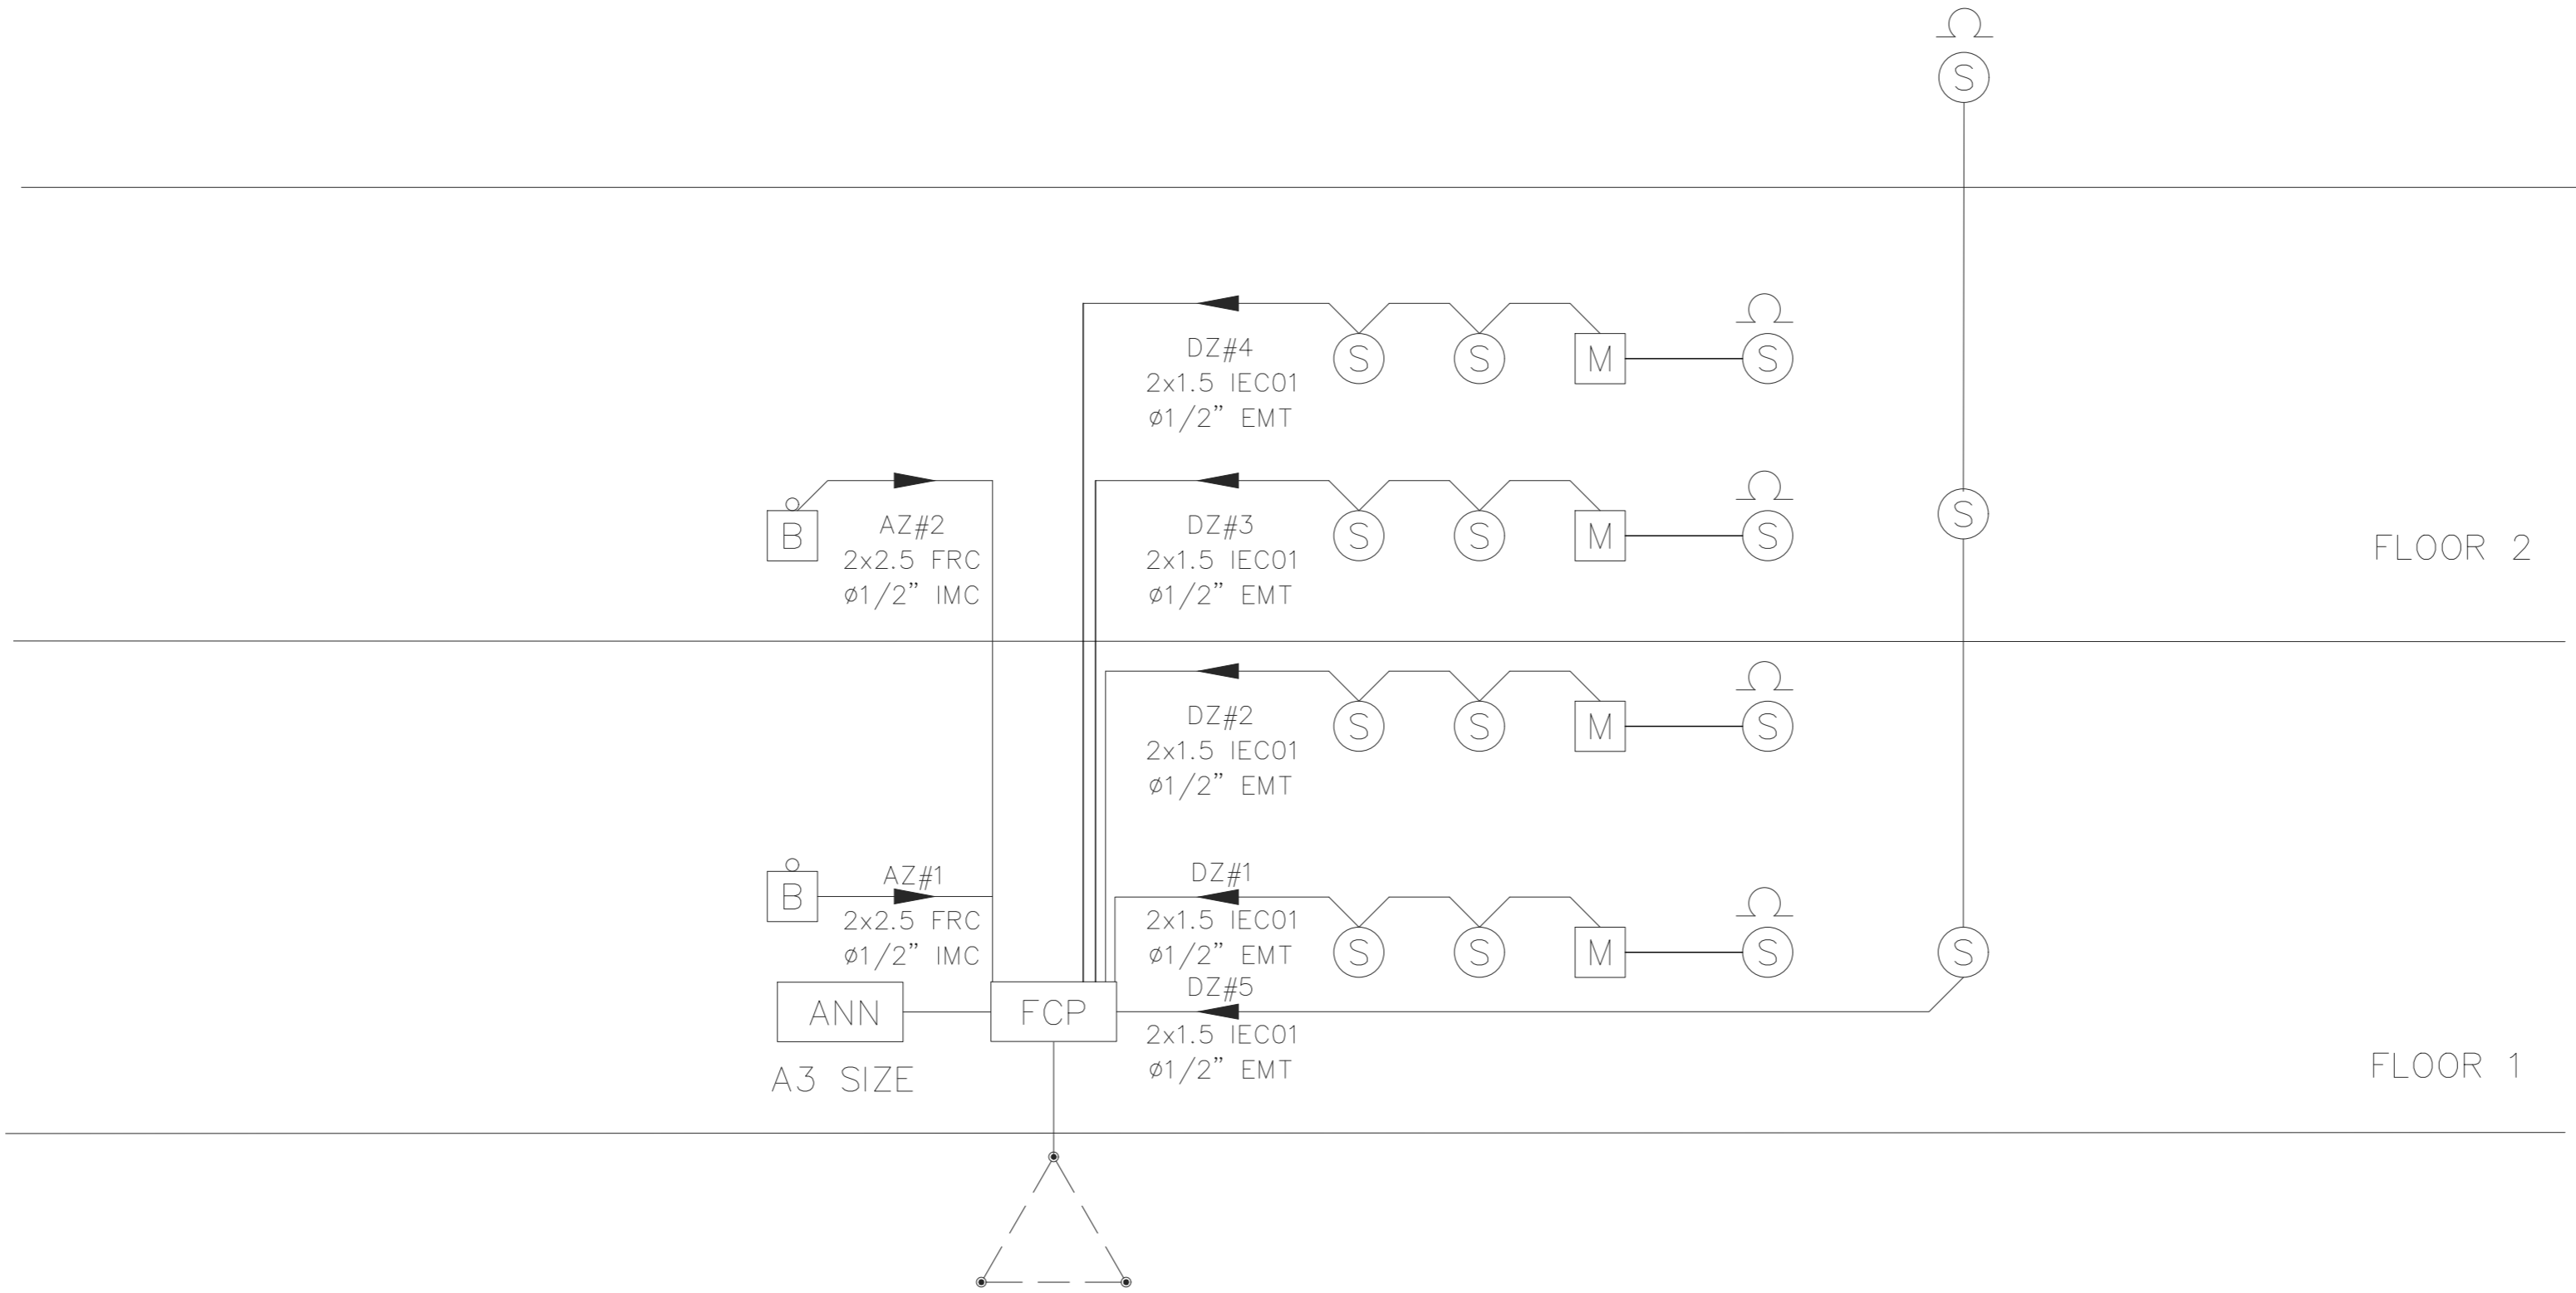 S
DZ#4
2x1.5 IEC01
ø1/2" EMT
S S M S
B
AZ#2
2x2.5 FRC
ø1/2" IMC
DZ#3
2x1.5 IEC01
ø1/2" EMT
S S M S
S
FLOOR 2
DZ#2
2x1.5 IEC01
ø1/2" EMT
S S M S
B
AZ#1
2x2.5 FRC
ø1/2" IMC
DZ#1
2x1.5 IEC01
ø1/2" EMT
S S M S
S
ANN
A3 SIZE
FCP
DZ#5
2x1.5 IEC01
ø1/2" EMT
FLOOR 1